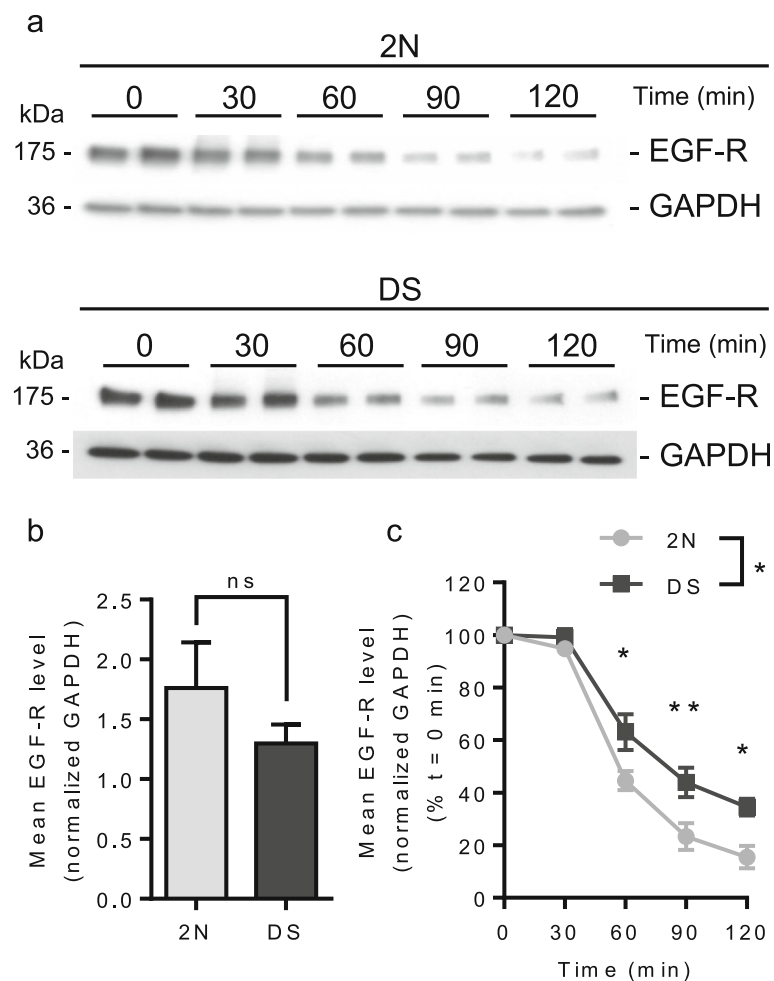 a
2N
0 30 60 90 120 Time (min)
kDa
175 - - EGF-R
36 - - GAPDH
DS
0 30 60 90 120 Time (min)
kDa
175 - - EGF-R
36 - - GAPDH
b
Mean EGF-R level
(normalized GAPDH)
2.5
2.0
1.5
1.0
0.5
0.0
ns
2N DS
c
2N
DS
*
Mean EGF-R level
(normalized GAPDH)
(% t = 0 min)
120
100
80
60
40
20
0
*
**
*
0 30 60 90 120
Time (min)